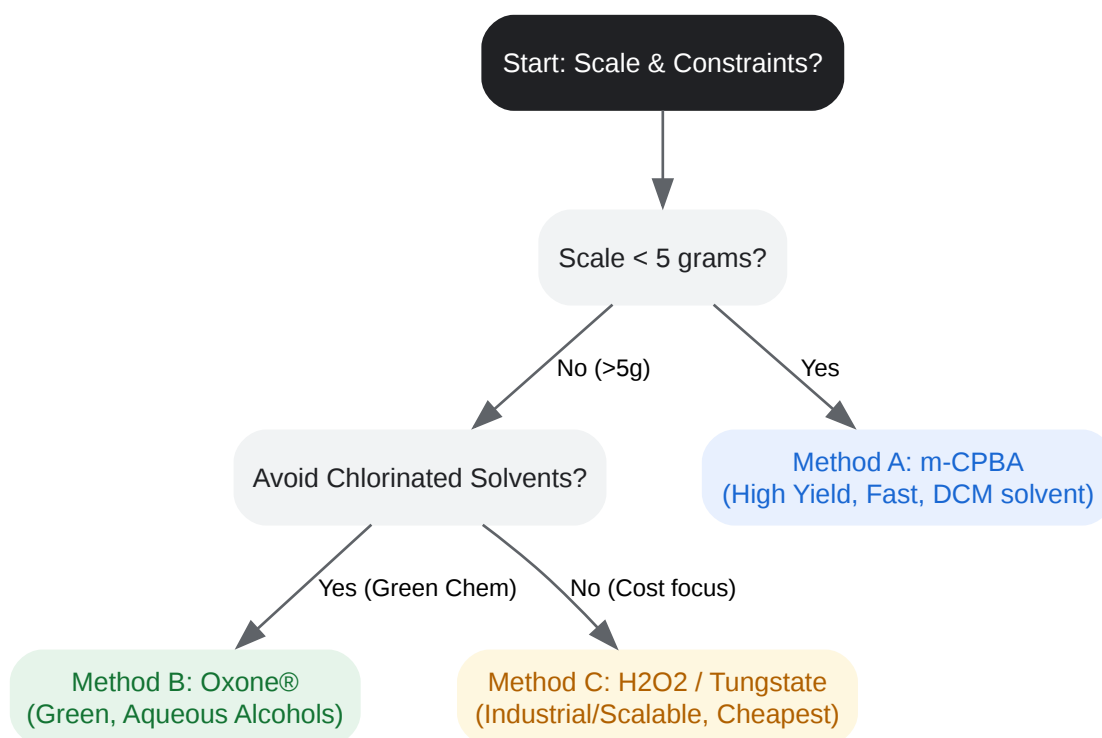 Start: Scale & Constraints?
Scale < 5 grams?
No (>5g)
Yes
Avoid Chlorinated Solvents?
Method A: m-CPBA
(High Yield, Fast, DCM solvent)
Yes (Green Chem)
No (Cost focus)
Method B: Oxone®
(Green, Aqueous Alcohols)
Method C: H2O2 / Tungstate
(Industrial/Scalable, Cheapest)